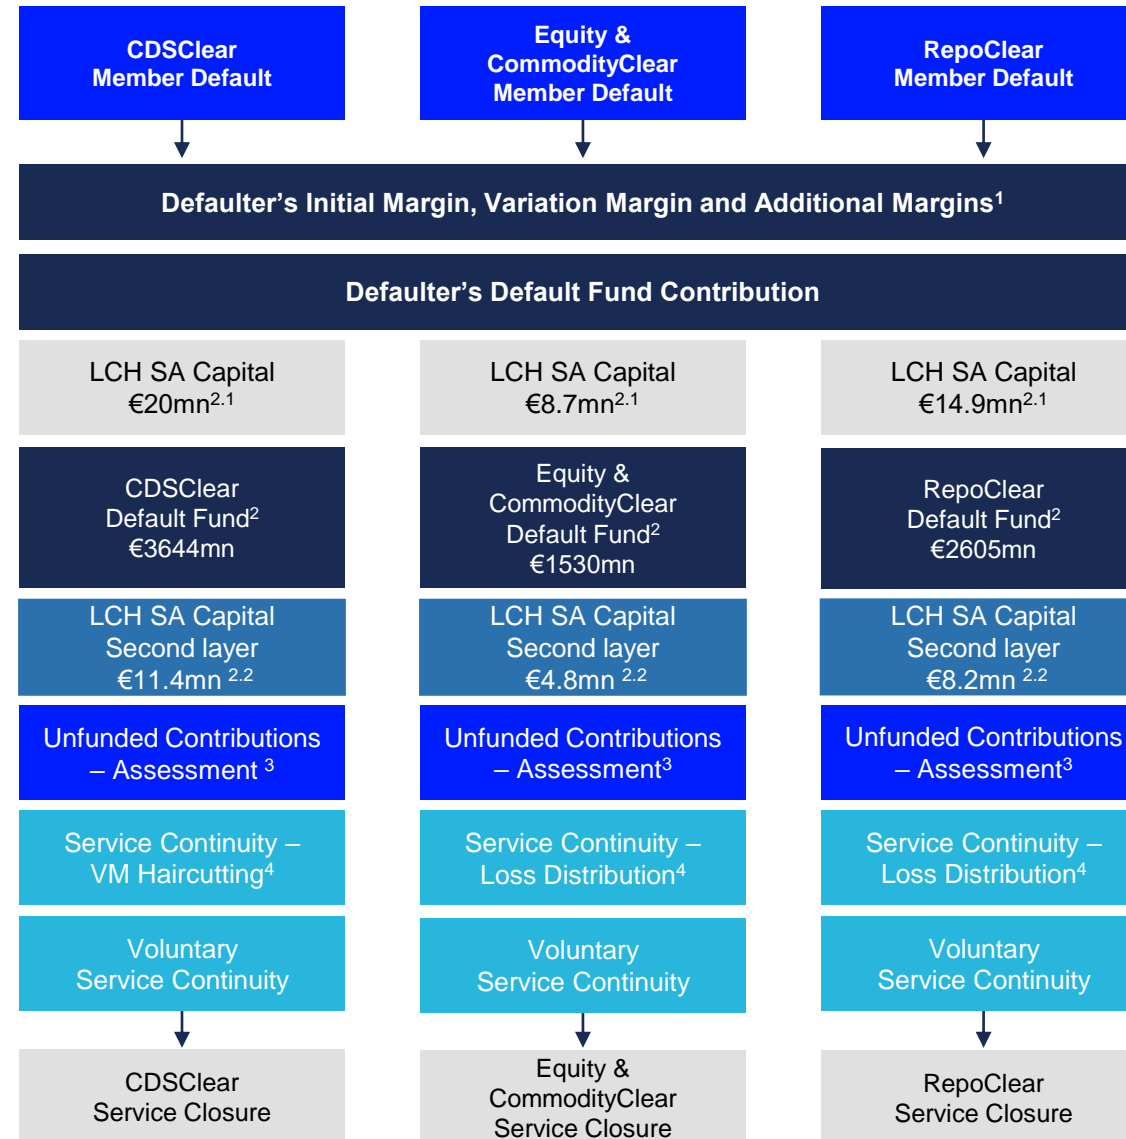 CDSClear
Member Default
Equity &
CommodityClear
Member Default
RepoClear
Member Default
Defaulter’s Initial Margin, Variation Margin and Additional Margins1
Defaulter’s Default Fund Contribution
LCH SA Capital
€20mn2.1
LCH SA Capital
€8.7mn2.1
LCH SA Capital
€14.9mn2.1
CDSClear
Default Fund2
€3644mn
Equity &
CommodityClear
Default Fund2
€1530mn
RepoClear
Default Fund2
€2605mn
LCH SA Capital
Second layer
€11.4mn 2.2
LCH SA Capital
Second layer
€4.8mn 2.2
LCH SA Capital
Second layer
€8.2mn 2.2
Unfunded Contributions
– Assessment 3
Unfunded Contributions
– Assessment3
Unfunded Contributions
– Assessment3
Service Continuity –
VM Haircutting4
Service Continuity –
Loss Distribution4
Service Continuity –
Loss Distribution4
Voluntary
Service Continuity
Voluntary
Service Continuity
Voluntary
Service Continuity
CDSClear
Service Closure
Equity &
CommodityClear
Service Closure
RepoClear
Service Closure